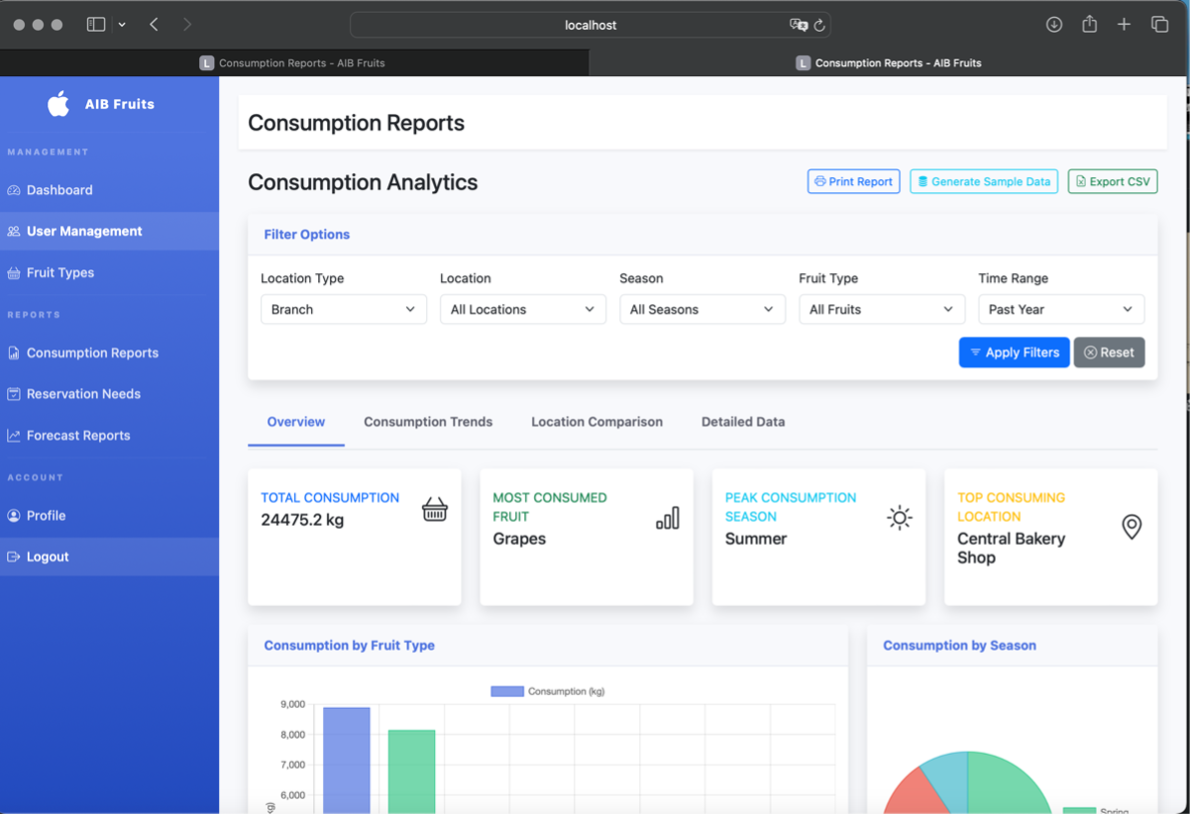 localhost
L Consumption Reports - AIB Fruits
L Consumption Reports - AIB Fruits
AIB Fruits
MANAGEMENT
Dashboard
User Management
Fruit Types
REPORTS
Consumption Reports
Reservation Needs
Forecast Reports
ACCOUNT
Profile
Logout
Consumption Reports
Consumption Analytics
Print Report
Generate Sample Data
Export CSV
Filter Options
Location Type
Branch
Location
All Locations
Season
All Seasons
Fruit Type
All Fruits
Time Range
Past Year
Apply Filters
Reset
Overview
Consumption Trends
Location Comparison
Detailed Data
TOTAL CONSUMPTION
24475.2 kg
MOST CONSUMED
FRUIT
Grapes
PEAK CONSUMPTION
SEASON
Summer
TOP CONSUMING
LOCATION
Central Bakery
Shop
Consumption by Fruit Type
Consumption (kg)
9,000
8,000
7,000
6,000
Consumption by Season
Spring